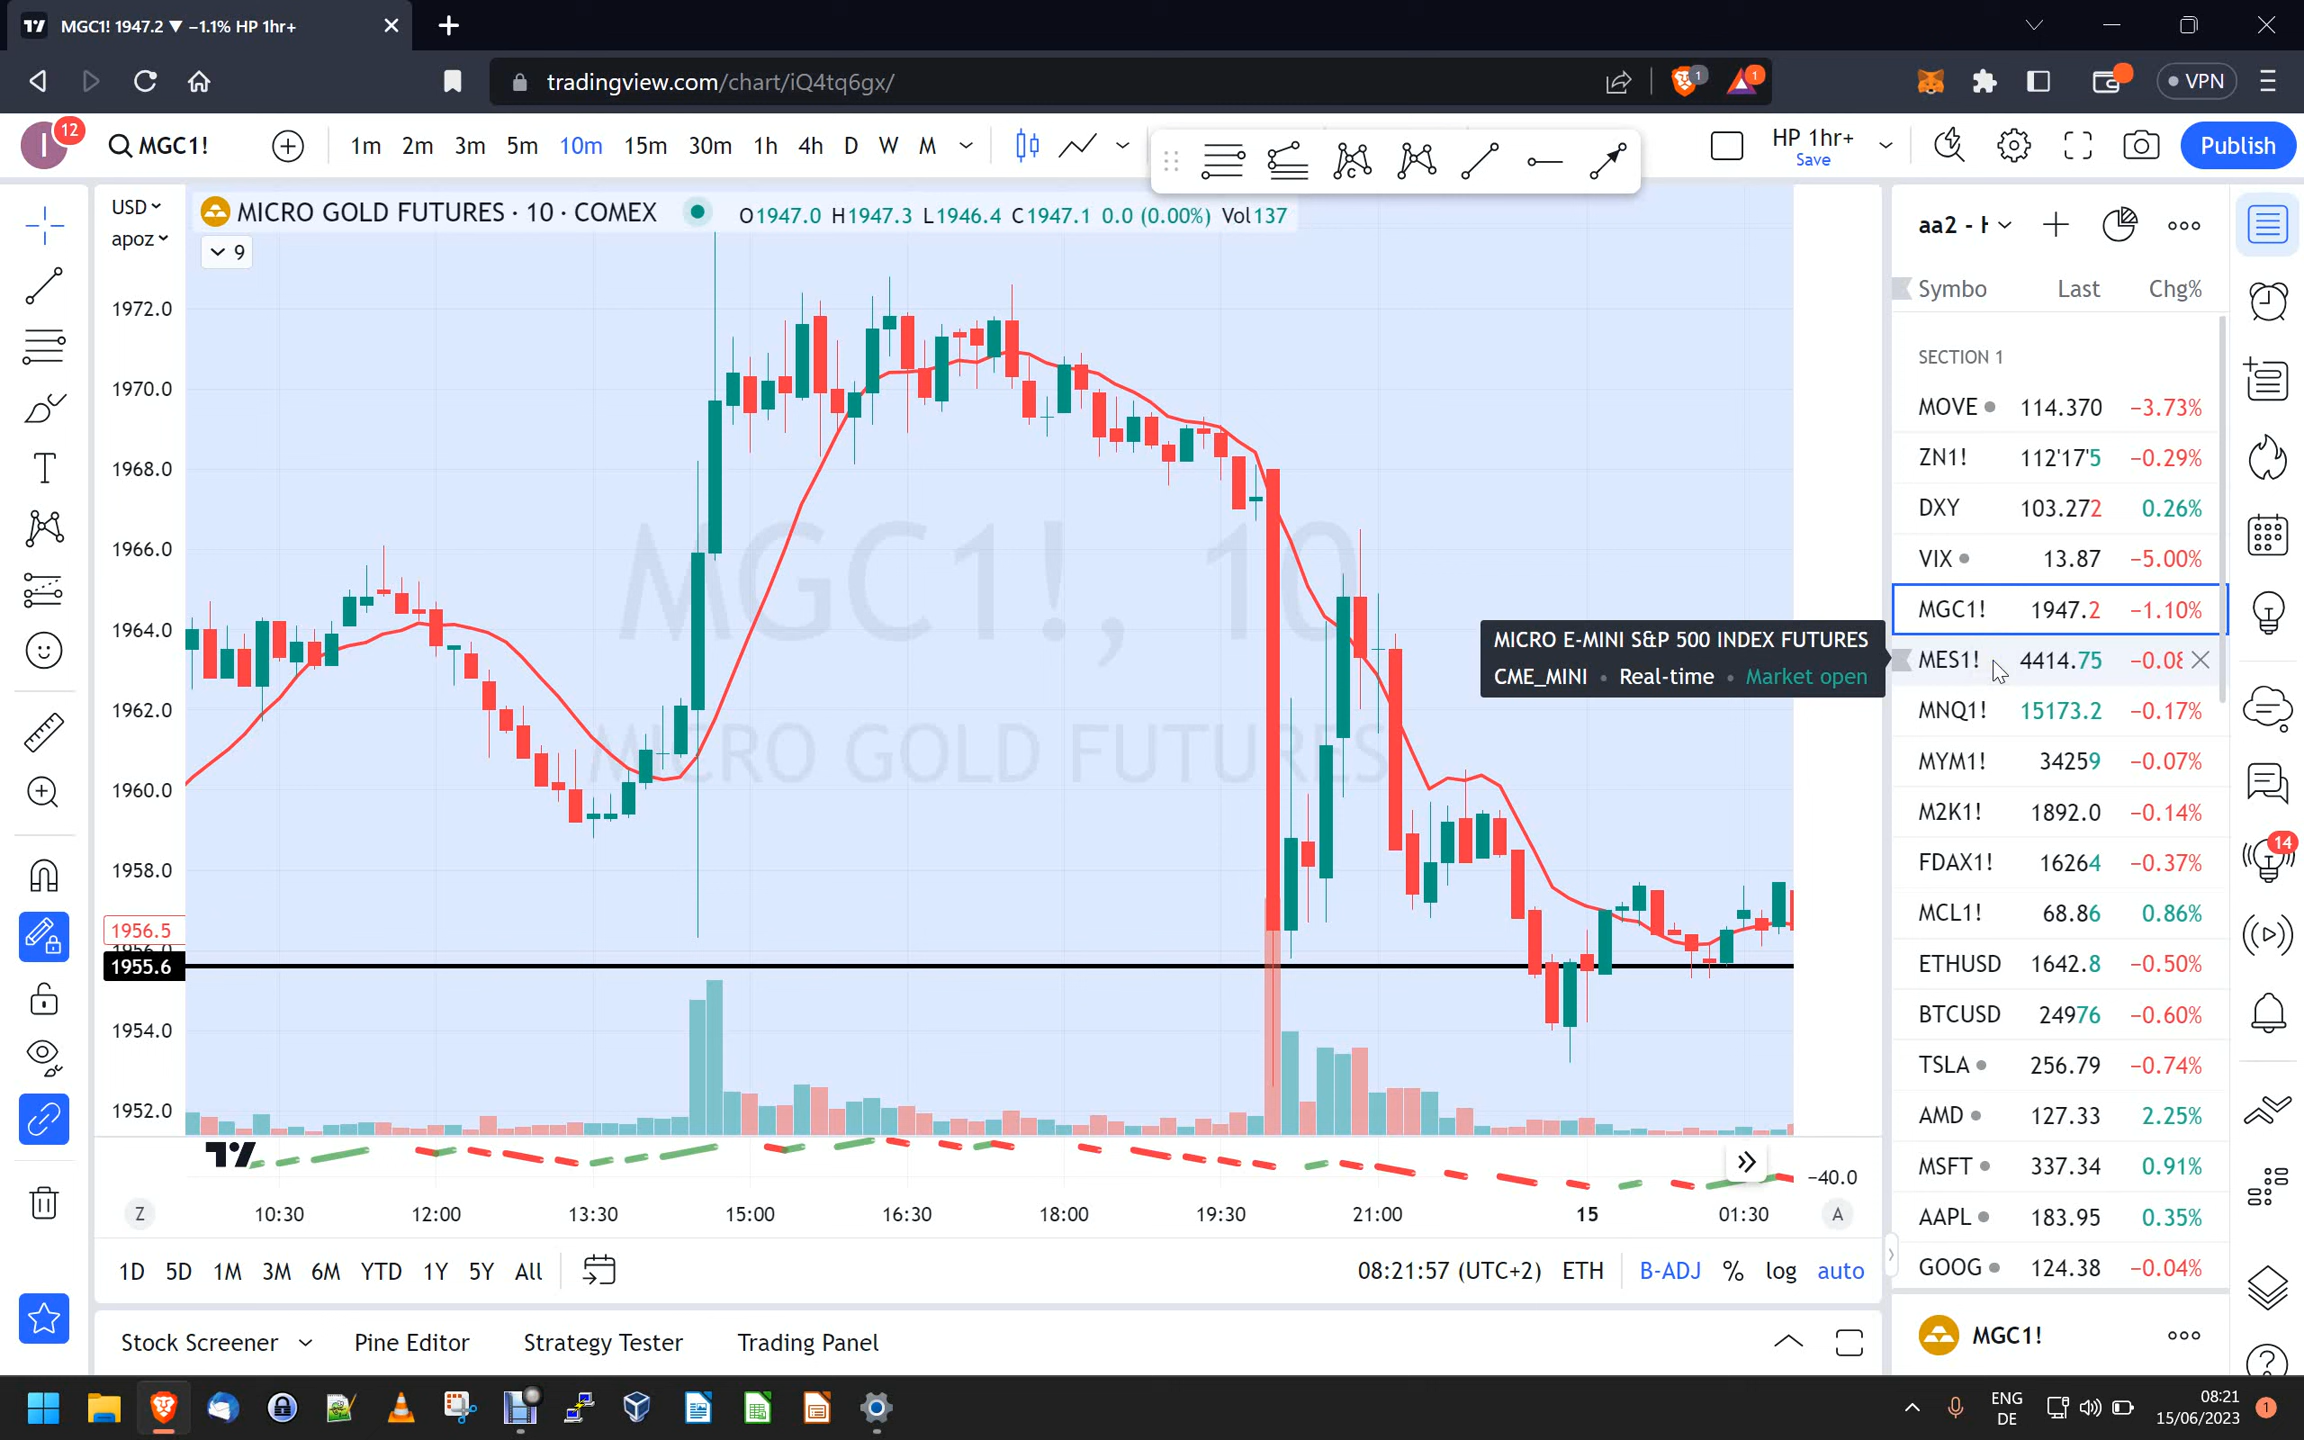 MGC1! 1947.2 ▼ −1.1% HP 1hr+
tradingview.com/chart/iQ4tq6gx/
1
1
VPN
I
12
MGC1!
1m 2m 3m 5m 10m 15m 30m 1h 4h D W M
C
HP 1hr+
Save
Publish
USD
apoz
MICRO GOLD FUTURES · 10 · COMEX
O1947.0 H1947.3 L1946.4 C1947.1 0.0 (0.00%) Vol137
9
1972.0
1970.0
1968.0
1966.0
1964.0
1962.0
1960.0
1958.0
1956.5
1955.6
1954.0
1952.0
MGC1!, 10
MICRO GOLD FUTURES
MICRO E-MINI S&P 500 INDEX FUTURES
CME_MINI • Real-time • Market open
−40.0
Z
10:30 12:00 13:30 15:00 16:30 18:00 19:30 21:00 15 01:30
A
1D 5D 1M 3M 6M YTD 1Y 5Y All
08:21:57 (UTC+2) ETH B-ADJ % log auto
Stock Screener Pine Editor Strategy Tester Trading Panel
aa2 - H
Symbo Last Chg%
SECTION 1
MOVE 114.370 −3.73%
ZN1! 112'17'5 −0.29%
DXY 103.272 0.26%
VIX 13.87 −5.00%
MGC1! 1947.2 −1.10%
MES1! 4414.75 −0.08
MNQ1! 15173.2 −0.17%
MYM1! 34259 −0.07%
M2K1! 1892.0 −0.14%
FDAX1! 16264 −0.37%
MCL1! 68.86 0.86%
ETHUSD 1642.8 −0.50%
BTCUSD 24976 −0.60%
TSLA 256.79 −0.74%
AMD 127.33 2.25%
MSFT 337.34 0.91%
AAPL 183.95 0.35%
GOOG 124.38 −0.04%
MGC1!
14
ENG
DE
08:21
15/06/2023
1